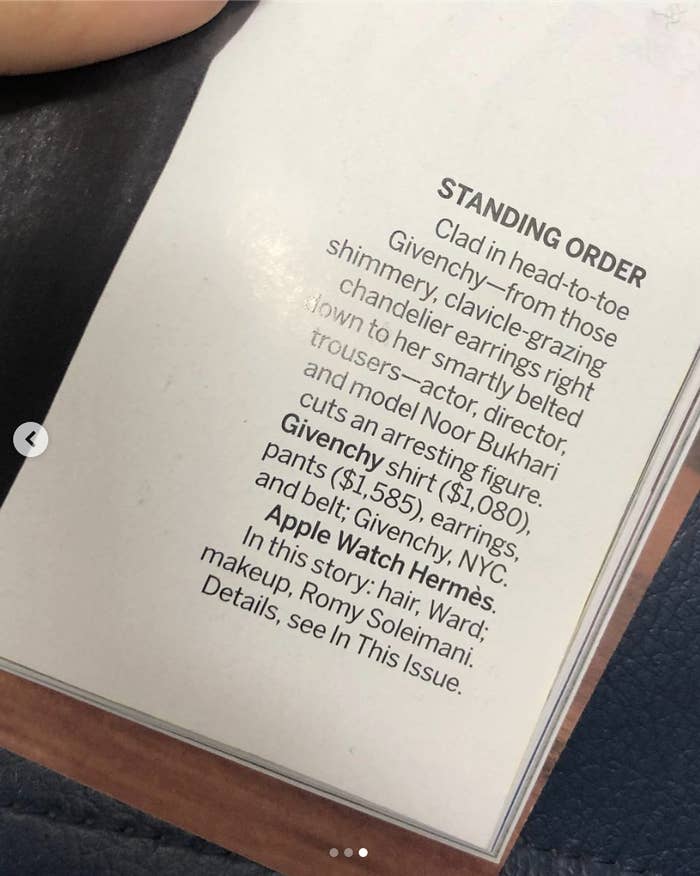 STANDING ORDER
Clad in head-to-toe
Givenchy—from those
shimmery, clavicle-grazing
chandelier earrings right
down to her smartly belted
trousers—actor, director,
and model Noor Bukhari
cuts an arresting figure.
Givenchy shirt ($1,080),
pants ($1,585), earrings,
and belt; Givenchy, NYC.
Apple Watch Hermès.
In this story: hair, Ward;
makeup, Romy Soleimani.
Details, see In This Issue.